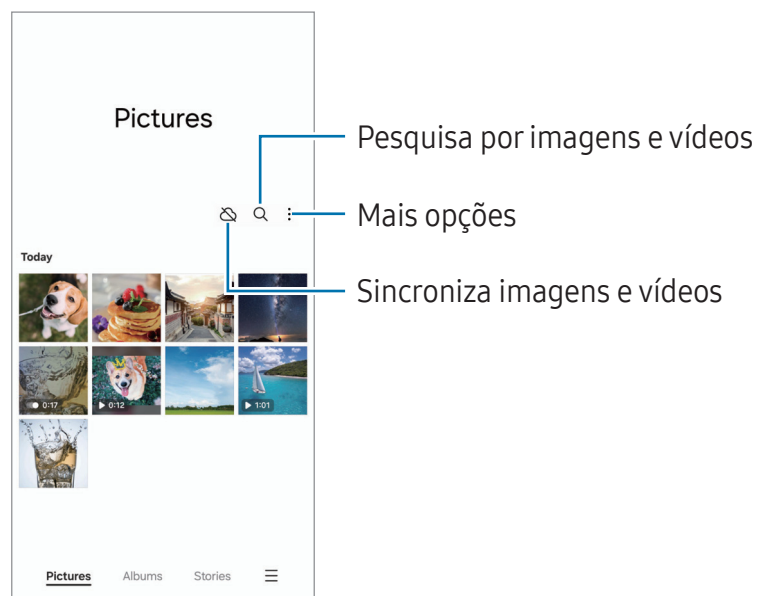 Pictures
Pesquisa por imagens e vídeos
Mais opções
Today
Sincroniza imagens e vídeos
0:17
0:12
1:01
Pictures Albums Stories